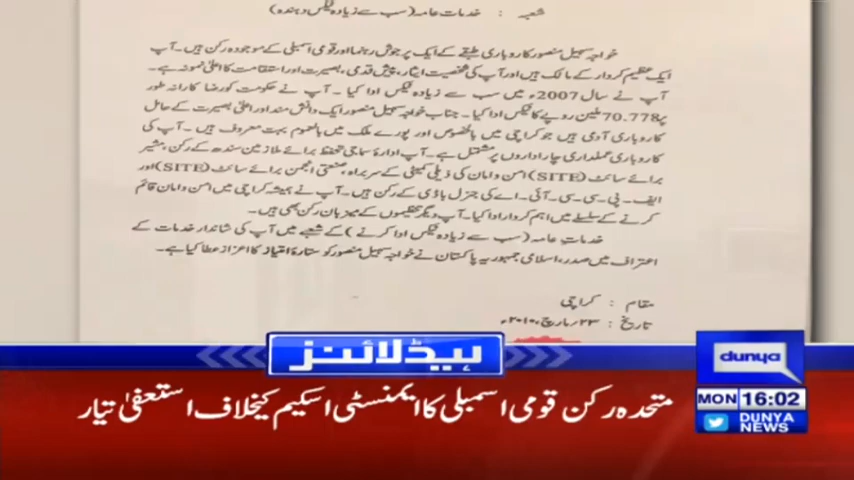 شعبہ : خدمات عامہ (سب سے زیادہ ٹیکس دہندہ)
خواجہ سہیل منصور کاروباری طبقے کے ایک پرجوش رہنما اور قومی اسمبلی کے موجودہ رکن ہیں۔ آپ
ایک عظیم کردار کے مالک ہیں اور آپ کی شخصیت ایثار، پیش قدمی، بصیرت اور استقامت کا اعلیٰ نمونہ ہے۔
آپ نے سال 2007ء میں سب سے زیادہ ٹیکس ادا کیا ۔ آپ نے حکومت کو رضا کارانہ طور
پر 70.778 ملین روپے کا ٹیکس ادا کیا۔ جناب خواجہ سہیل منصور ایک دانش مند اور اعلیٰ بصیرت کے حامل
کاروباری آدمی ہیں جو کراچی میں بالخصوص اور پورے ملک میں بالعموم بہت معروف ہیں۔ آپ کی
کاروباری عملداری چار اداروں پر مشتمل ہے۔ آپ ادارۂ سماجی تحفظ برائے ملازمین سندھ کے رکن، مشیر
برائے سائٹ (SITE) امن و امان کی ذیلی کمیٹی کے سربراہ، صنعتی انجمن برائے سائٹ (SITE) اور
ایف۔ پی۔ سی۔ سی۔ آئی۔ اے کی جنرل باڈی کے رکن ہیں۔ آپ نے ہمیشہ کراچی میں امن و امان قائم
کرنے کے سلسلے میں اہم کردار ادا کیا۔ آپ دیگر تنظیموں کے میزبان رکن بھی ہیں۔
خدمات عامہ (سب سے زیادہ ٹیکس ادا کرنے ) کے شعبے میں آپ کی شاندار خدمات کے
اعتراف میں صدر، اسلامی جمہوریہ پاکستان نے خواجہ سہیل منصور کو ستارۂ امتیاز کا اعزاز عطا کیا ہے۔
مقام : کراچی
تاریخ : ۲۳ مارچ، ۲۰۱۰ء
ہیڈلائنز
dunya
متحدہ رکن قومی اسمبلی کا ایمنسٹی اسکیم کیخلاف استعفیٰ تیار
MON 16:02
DUNYA
NEWS